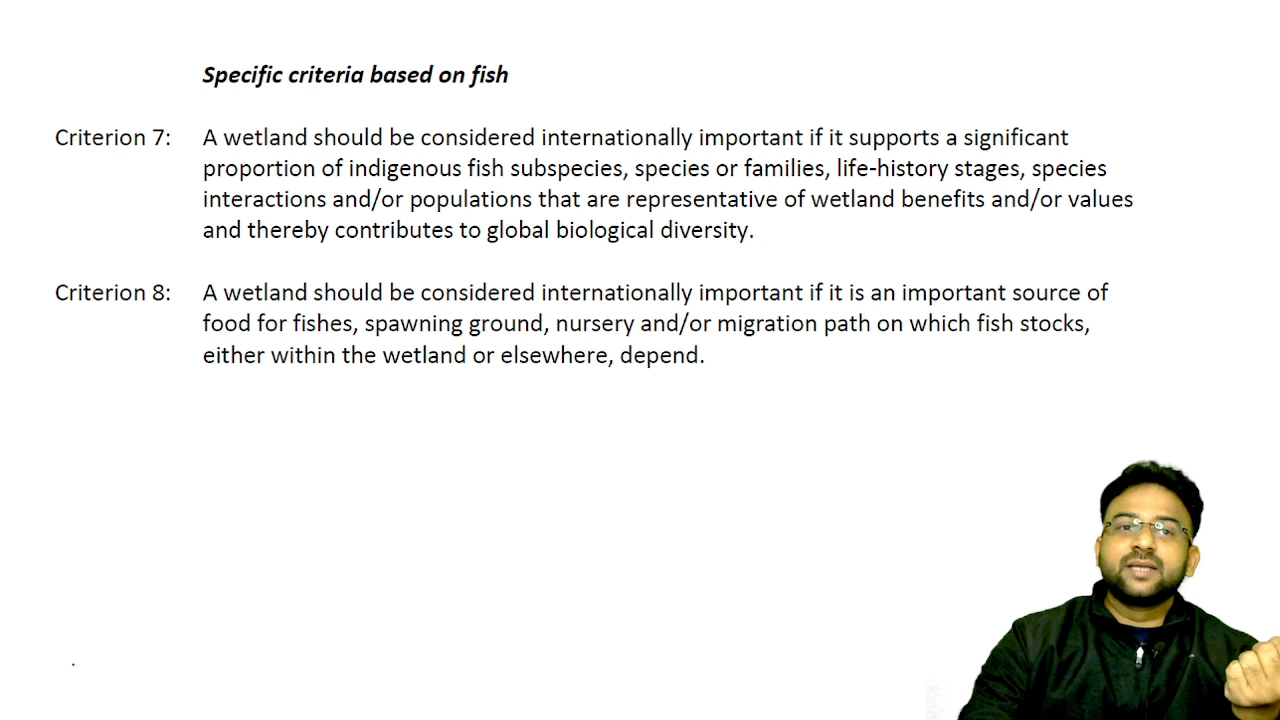 Specific criteria based on fish
Criterion 7: A wetland should be considered internationally important if it supports a significant
proportion of indigenous fish subspecies, species or families, life-history stages, species
interactions and/or populations that are representative of wetland benefits and/or values
and thereby contributes to global biological diversity.
Criterion 8: A wetland should be considered internationally important if it is an important source of
food for fishes, spawning ground, nursery and/or migration path on which fish stocks,
either within the wetland or elsewhere, depend.